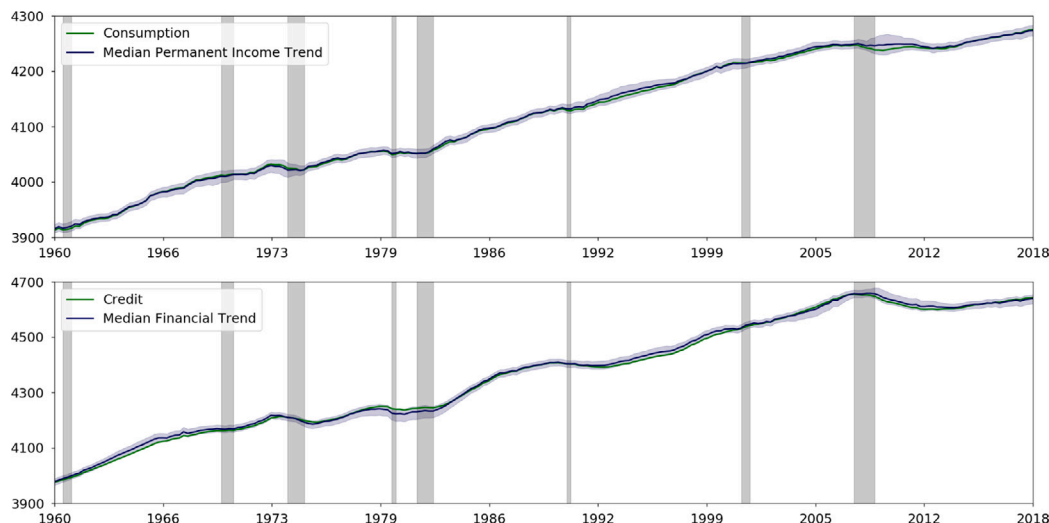 4300
4200
4100
4000
3900
Consumption
Median Permanent Income Trend
1960 1966 1973 1979 1986 1992 1999 2005 2012 2018
4700
4500
4300
4100
3900
Credit
Median Financial Trend
1960 1966 1973 1979 1986 1992 1999 2005 2012 2018